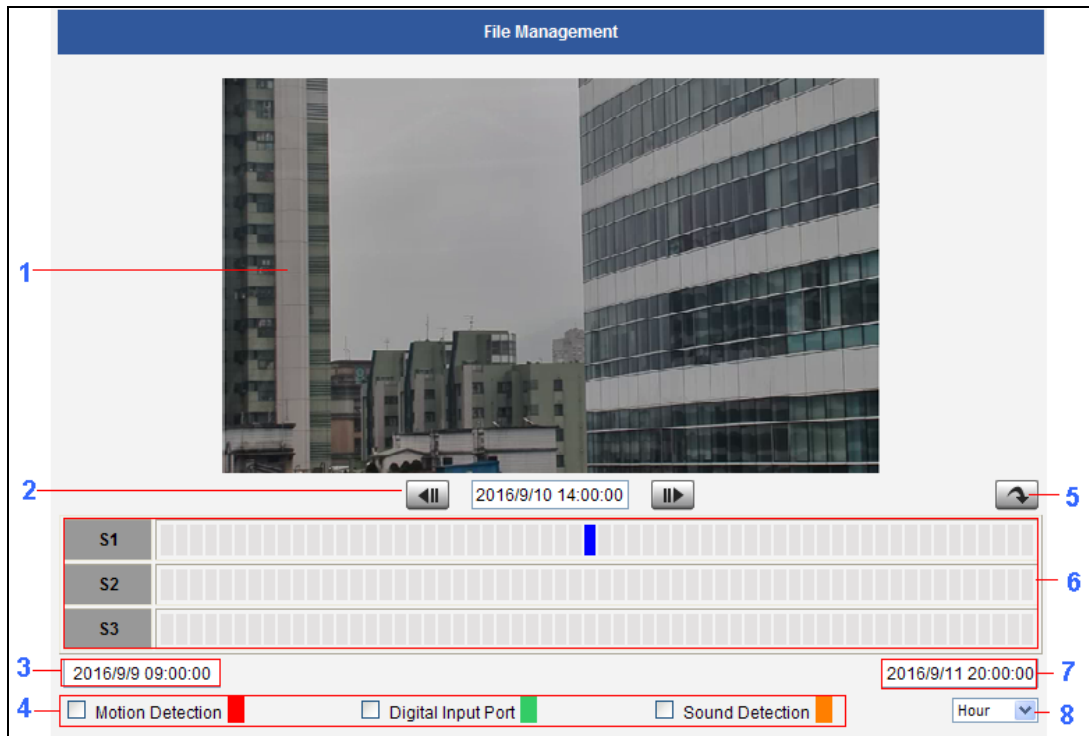 File Management
1
2
2016/9/10 14:00:00
5
S1
S2
S3
6
3
2016/9/9 09:00:00
2016/9/11 20:00:00
7
4
Motion Detection
Digital Input Port
Sound Detection
Hour
8